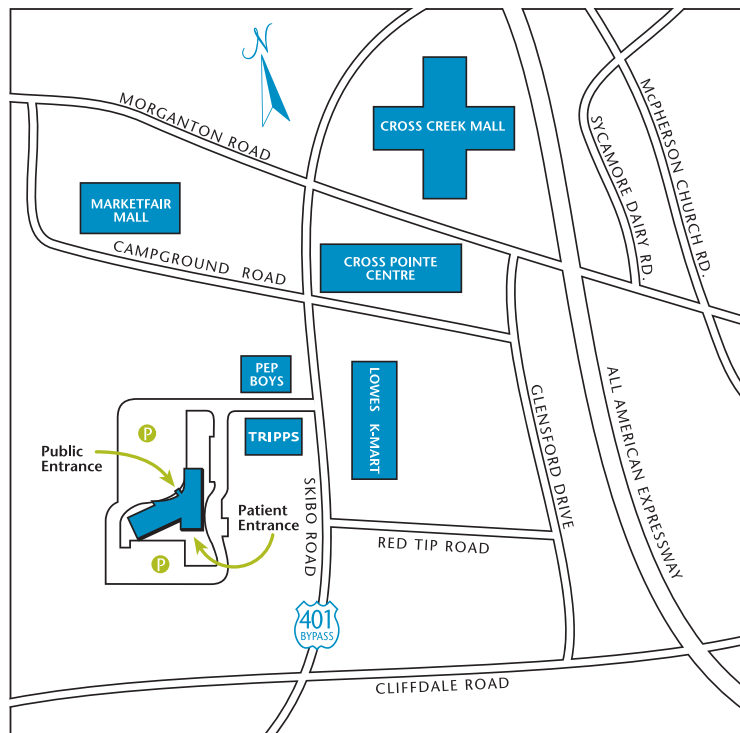 N
MORGANTON ROAD
CROSS CREEK MALL
McPHERSON CHURCH RD.
SYCAMORE DAIRY RD.
MARKETFAIR
MALL
CAMPGROUND ROAD
CROSS POINTE
CENTRE
PEP
BOYS
LOWES K-MART
TRIPPS
P
Public
Entrance
Patient
Entrance
P
SKIBO ROAD
GLENSFORD DRIVE
ALL AMERICAN EXPRESSWAY
RED TIP ROAD
401
BYPASS
CLIFFDALE ROAD